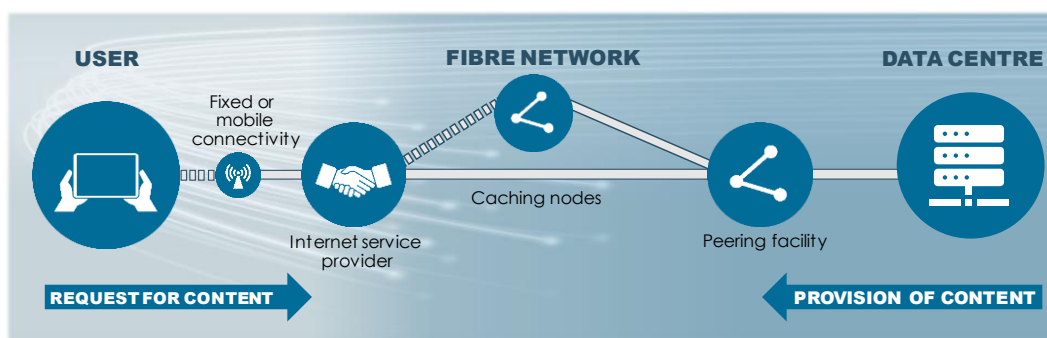 USER
FIBRE NETWORK
DATA CENTRE
Fixed or
mobile
connectivity
Caching nodes
Internet service
provider
Peering facility
REQUEST FOR CONTENT
PROVISION OF CONTENT